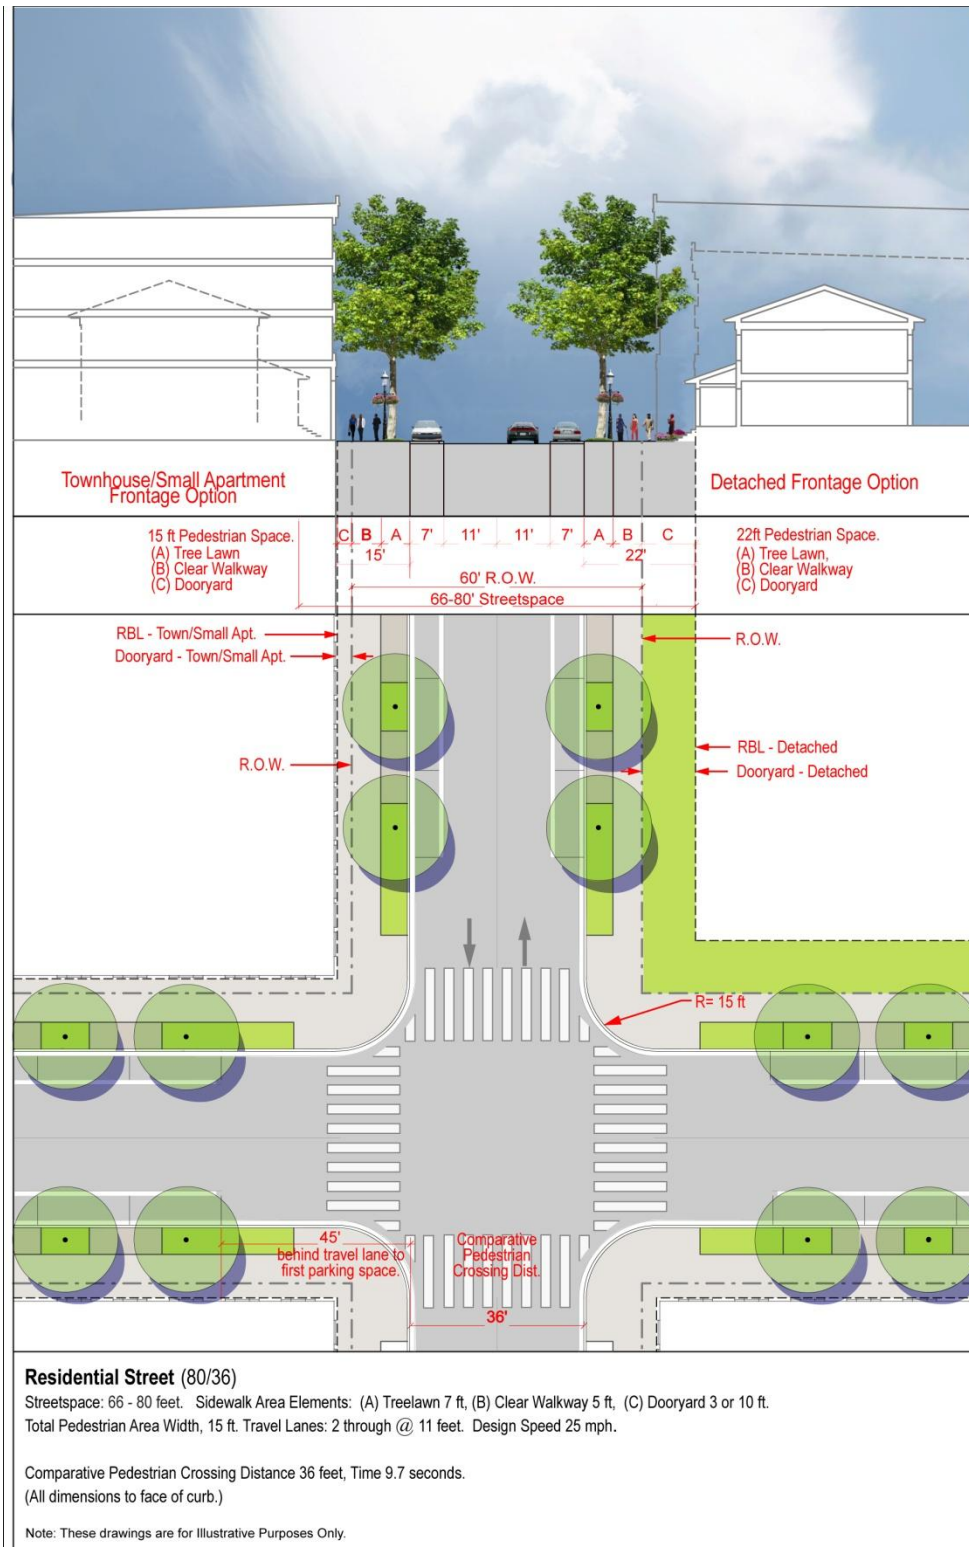 Townhouse/Small Apartment
Frontage Option
Detached Frontage Option
15 ft Pedestrian Space.
(A) Tree Lawn
(B) Clear Walkway
(C) Dooryard
C B A 7' 11' 11' 7' A B C
15' 22'
60' R.O.W.
66-80' Streetspace
22ft Pedestrian Space.
(A) Tree Lawn,
(B) Clear Walkway
(C) Dooryard
RBL - Town/Small Apt.
Dooryard - Town/Small Apt.
R.O.W.
R.O.W.
RBL - Detached
Dooryard - Detached
R= 15 ft
45'
behind travel lane to
first parking space.
Comparative
Pedestrian
Crossing Dist.
36'
Residential Street (80/36)
Streetspace: 66 - 80 feet. Sidewalk Area Elements: (A) Treelawn 7 ft, (B) Clear Walkway 5 ft, (C) Dooryard 3 or 10 ft.
Total Pedestrian Area Width, 15 ft. Travel Lanes: 2 through @ 11 feet. Design Speed 25 mph.
Comparative Pedestrian Crossing Distance 36 feet, Time 9.7 seconds.
(All dimensions to face of curb.)
Note: These drawings are for Illustrative Purposes Only.